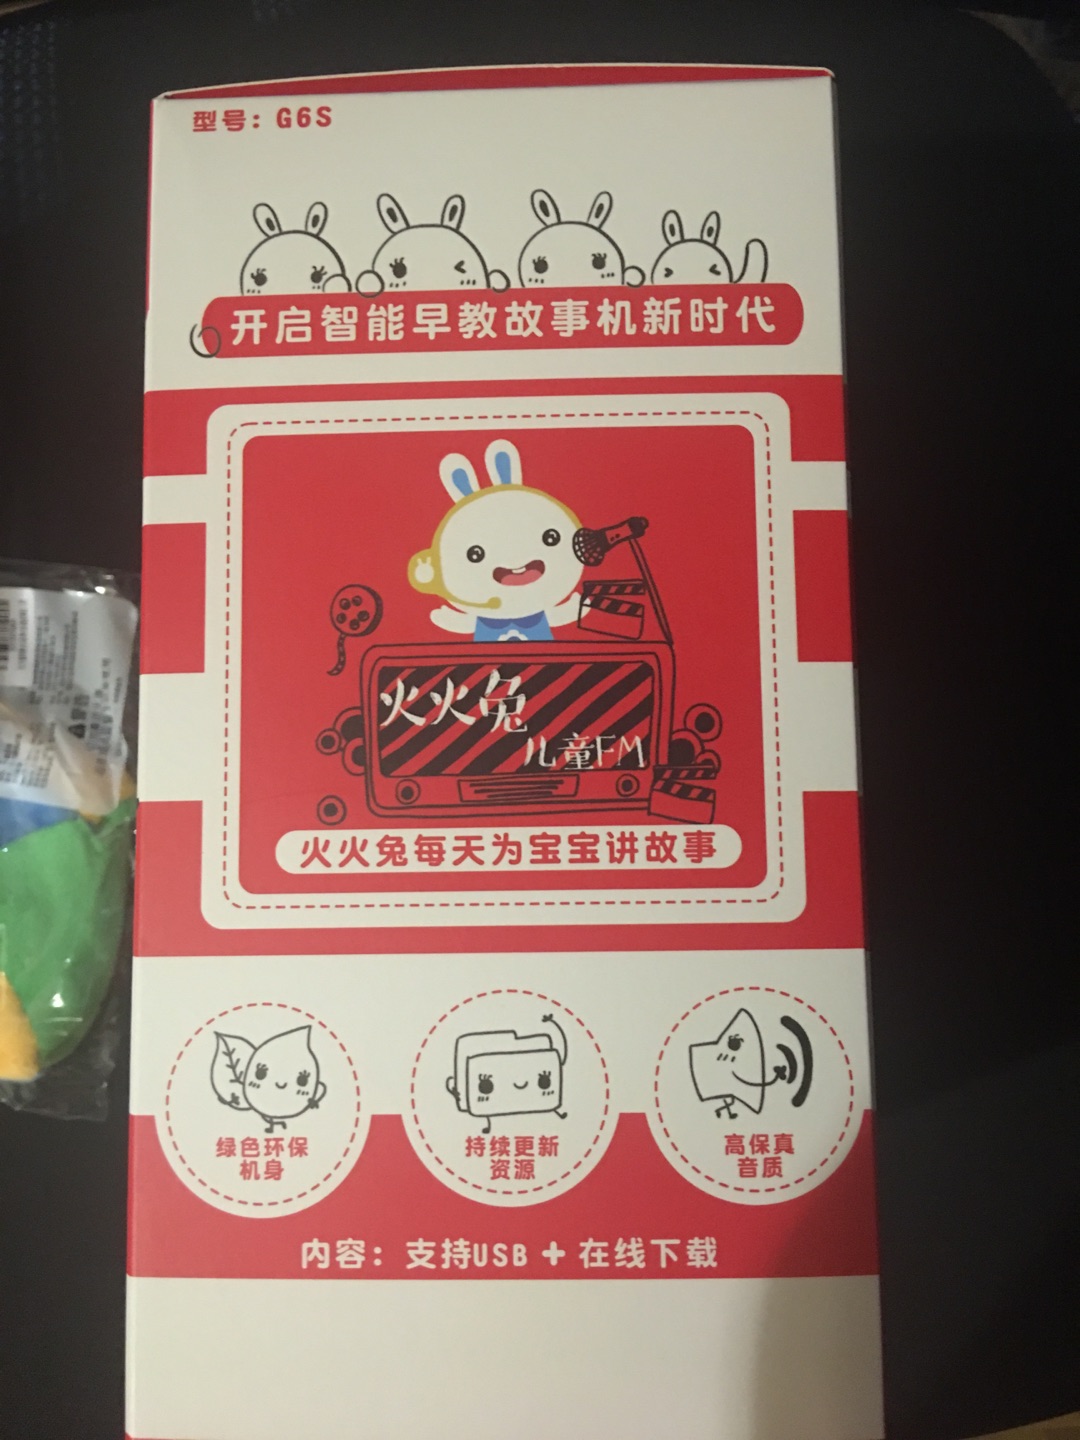 型号：G6S
开启智能早教故事机新时代
火火兔
儿童FM
火火兔每天为宝宝讲故事
绿色环保
机身
持续更新
资源
高保真
音质
内容：支持USB + 在线下载